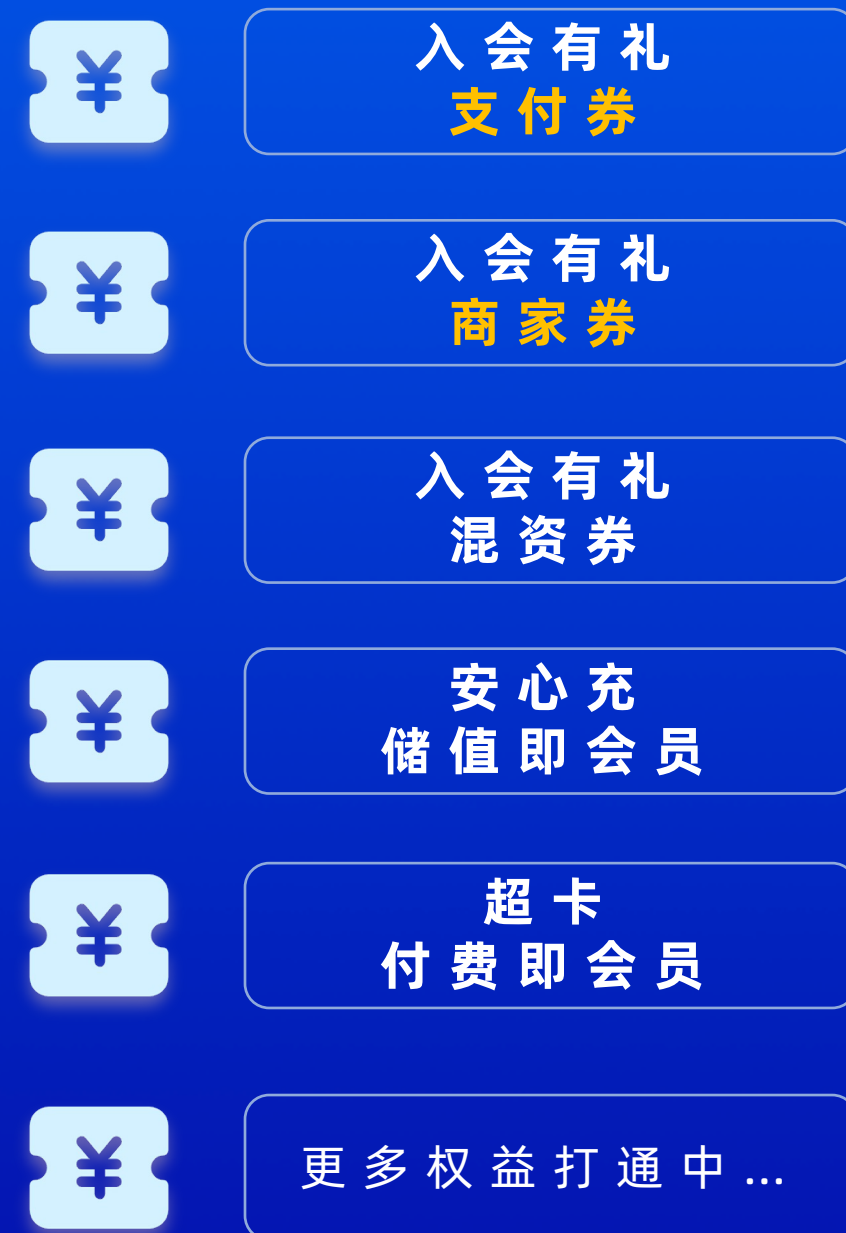 ¥
入会有礼
支付券
¥
入会有礼
商家券
¥
入会有礼
混资券
¥
安心充
储值即会员
¥
超卡
付费即会员
¥
更多权益打通中...